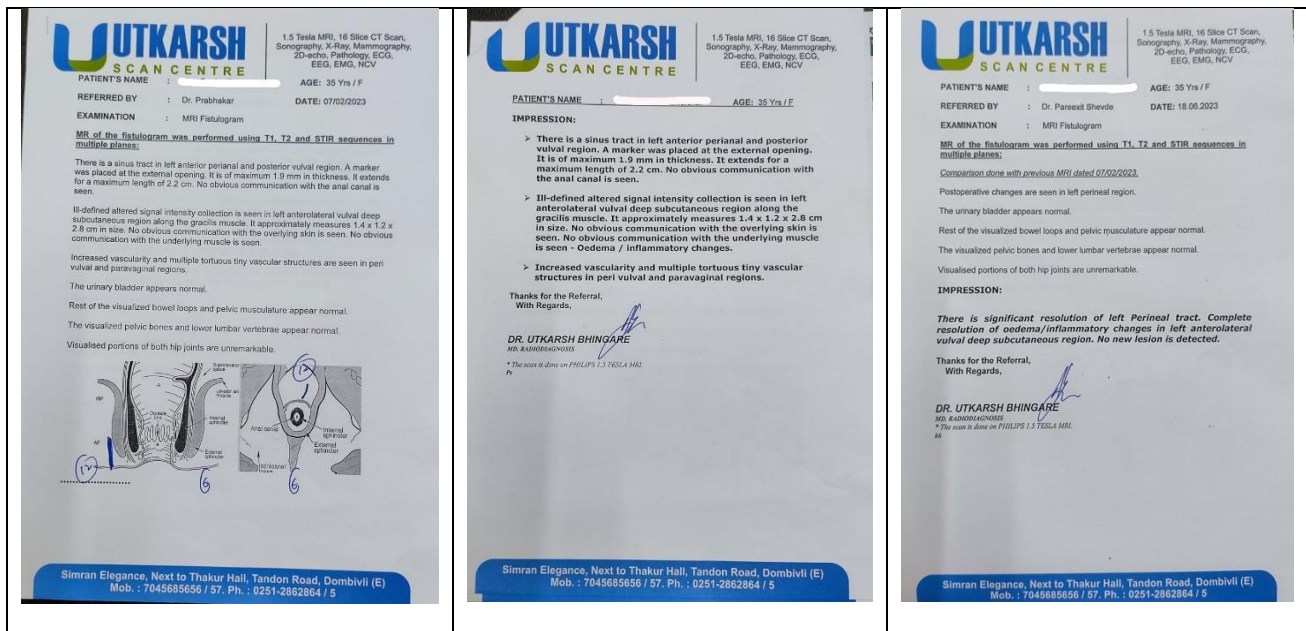 UTKARSH
SCAN CENTRE
1.5 Tesla MRI, 16 Slice CT Scan,
Sonography, X-Ray, Mammography,
2D-echo, Pathology, ECG,
EEG, EMG, NCV
PATIENT'S NAME :
AGE: 35 Yrs / F
REFERRED BY : Dr. Prabhakar DATE: 07/02/2023
EXAMINATION : MRI Fistulogram
MR of the fistulogram was performed using T1, T2 and STIR sequences in
multiple planes:
There is a sinus tract in left anterior perianal and posterior vulval region. A marker
was placed at the external opening. It is of maximum 1.9 mm in thickness. It extends
for a maximum length of 2.2 cm. No obvious communication with the anal canal is
seen.
Ill-defined altered signal intensity collection is seen in left anterolateral vulval deep
subcutaneous region along the gracilis muscle. It approximately measures 1.4 x 1.2 x
2.8 cm in size. No obvious communication with the overlying skin is seen. No obvious
communication with the underlying muscle is seen.
Increased vascularity and multiple tortuous tiny vascular structures are seen in peri
vulval and paravaginal regions.
The urinary bladder appears normal.
Rest of the visualized bowel loops and pelvic musculature appear normal.
The visualized pelvic bones and lower lumbar vertebrae appear normal.
Visualised portions of both hip joints are unremarkable.
space
Internal
sphincter
External
sphincter
12
6
12
Anal canal
Internal
sphincter
External
sphincter
6
Simran Elegance, Next to Thakur Hall, Tandon Road, Dombivli (E)
Mob. : 7045685656 / 57. Ph. : 0251-2862864 / 5
UTKARSH
SCAN CENTRE
1.5 Tesla MRI, 16 Slice CT Scan,
Sonography, X-Ray, Mammography,
2D-echo, Pathology, ECG,
EEG, EMG, NCV
PATIENT'S NAME : AGE: 35 Yrs / F
IMPRESSION:
➢ There is a sinus tract in left anterior perianal and posterior
vulval region. A marker was placed at the external opening.
It is of maximum 1.9 mm in thickness. It extends for a
maximum length of 2.2 cm. No obvious communication with
the anal canal is seen.
➢ Ill-defined altered signal intensity collection is seen in left
anterolateral vulval deep subcutaneous region along the
gracilis muscle. It approximately measures 1.4 x 1.2 x 2.8 cm
in size. No obvious communication with the overlying skin is
seen. No obvious communication with the underlying muscle
is seen - Oedema / inflammatory changes.
➢ Increased vascularity and multiple tortuous tiny vascular
structures in peri vulval and paravaginal regions.
Thanks for the Referral,
With Regards,
DR. UTKARSH BHINGARE
MD. RADIODIAGNOSIS
* The scan is done on PHILIPS 1.5 TESLA MRI.
Simran Elegance, Next to Thakur Hall, Tandon Road, Dombivli (E)
Mob. : 7045685656 / 57. Ph. : 0251-2862864 / 5
UTKARSH
SCAN CENTRE
1.5 Tesla MRI, 16 Slice CT Scan,
Sonography, X-Ray, Mammography,
2D-echo, Pathology, ECG,
EEG, EMG, NCV
PATIENT'S NAME : AGE: 35 Yrs / F
REFERRED BY : Dr. Pareexit Shevde DATE: 18.06.2023
EXAMINATION : MRI Fistulogram
MR of the fistulogram was performed using T1, T2 and STIR sequences in
multiple planes:
Comparison done with previous MRI dated 07/02/2023.
Postoperative changes are seen in left perineal region.
The urinary bladder appears normal.
Rest of the visualized bowel loops and pelvic musculature appear normal.
The visualized pelvic bones and lower lumbar vertebrae appear normal.
Visualised portions of both hip joints are unremarkable.
IMPRESSION:
There is significant resolution of left Perineal tract. Complete
resolution of oedema/inflammatory changes in left anterolateral
vulval deep subcutaneous region. No new lesion is detected.
Thanks for the Referral,
With Regards,
DR. UTKARSH BHINGARE
MD. RADIODIAGNOSIS
* The scan is done on PHILIPS 1.5 TESLA MRI.
Simran Elegance, Next to Thakur Hall, Tandon Road, Dombivli (E)
Mob. : 7045685656 / 57. Ph. : 0251-2862864 / 5